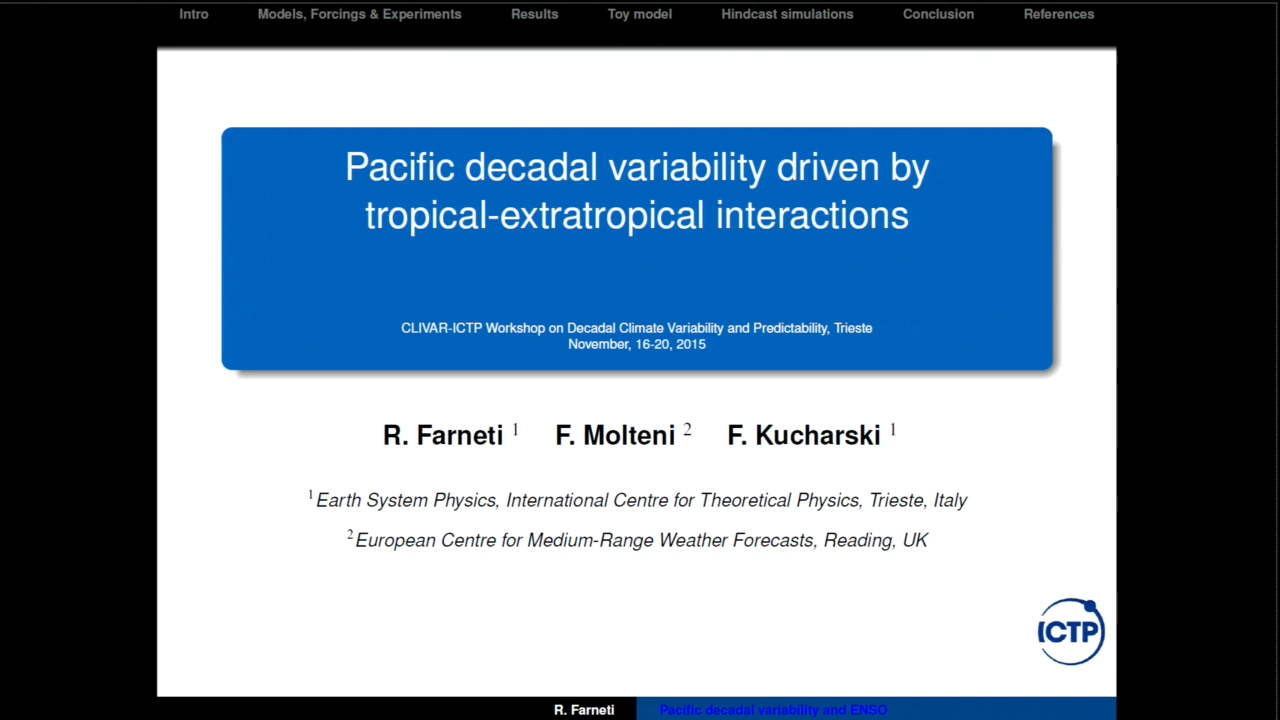 Intro Models, Forcings & Experiments Results Toy model Hindcast simulations Conclusion References
Pacific decadal variability driven by
tropical-extratropical interactions
CLIVAR-ICTP Workshop on Decadal Climate Variability and Predictability, Trieste
November, 16-20, 2015
R. Farneti 1 F. Molteni 2 F. Kucharski 1
1 Earth System Physics, International Centre for Theoretical Physics, Trieste, Italy
2 European Centre for Medium-Range Weather Forecasts, Reading, UK
ICTP
R. Farneti Pacific decadal variability and ENSO